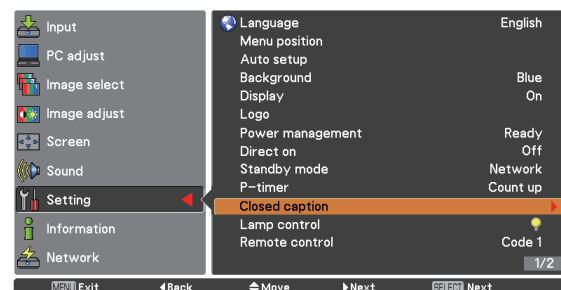 Input
PC adjust
Image select
Image adjust
Screen
Sound
Setting
Information
Network
Language English
Menu position
Auto setup
Background Blue
Display On
Logo
Power management Ready
Direct on Off
Standby mode Network
P-timer Count up
Closed caption
Lamp control
Remote control Code 1
1/2
MENU Exit Back Move Next SELECT Next